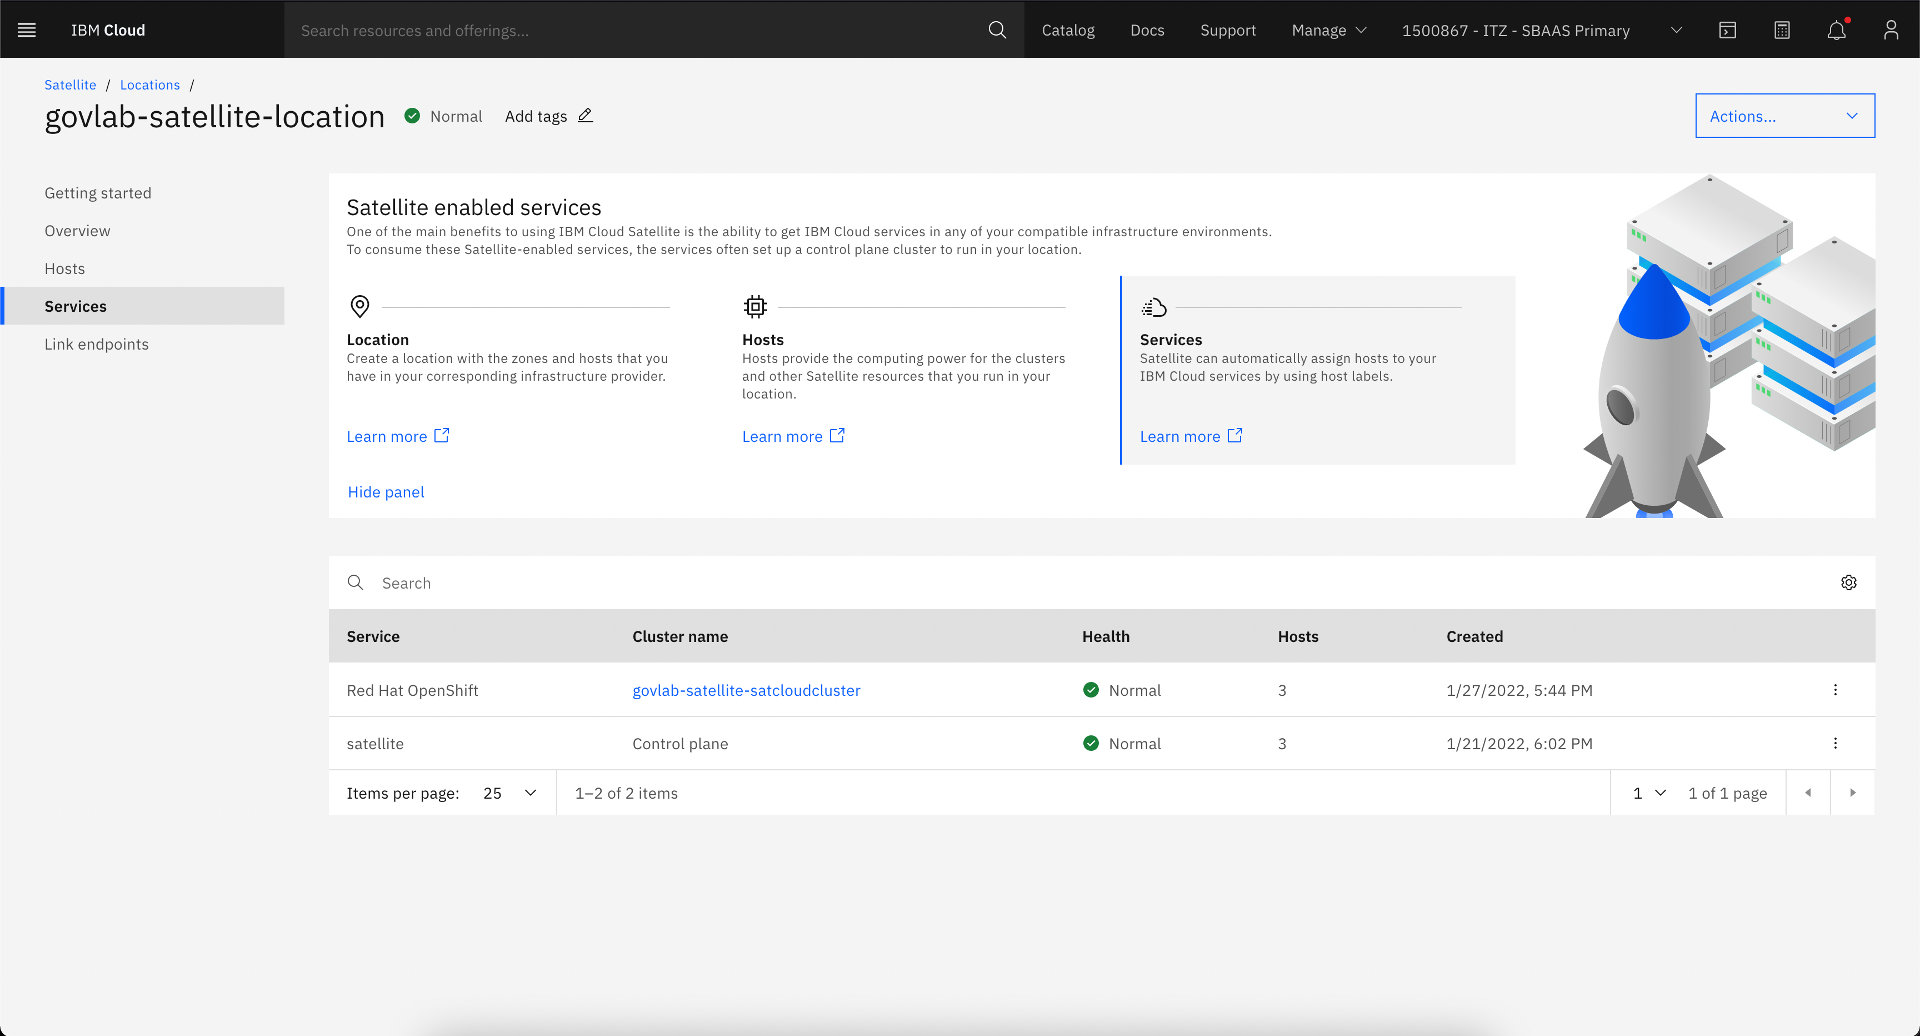 IBM Cloud
Search resources and offerings...
Catalog
Docs
Support
Manage
1500867 - ITZ - SBAAS Primary
Satellite / Locations /
govlab-satellite-location
Normal
Add tags
Actions...
Getting started
Overview
Hosts
Services
Link endpoints
Satellite enabled services
One of the main benefits to using IBM Cloud Satellite is the ability to get IBM Cloud services in any of your compatible infrastructure environments.
To consume these Satellite-enabled services, the services often set up a control plane cluster to run in your location.
Location
Create a location with the zones and hosts that you
have in your corresponding infrastructure provider.
Learn more
Hosts
Hosts provide the computing power for the clusters
and other Satellite resources that you run in your
location.
Learn more
Services
Satellite can automatically assign hosts to your
IBM Cloud services by using host labels.
Learn more
Hide panel
Search
Service Cluster name Health Hosts Created
Red Hat OpenShift govlab-satellite-satcloudcluster Normal 3 1/27/2022, 5:44 PM
satellite Control plane Normal 3 1/21/2022, 6:02 PM
Items per page: 25 1–2 of 2 items 1 1 of 1 page